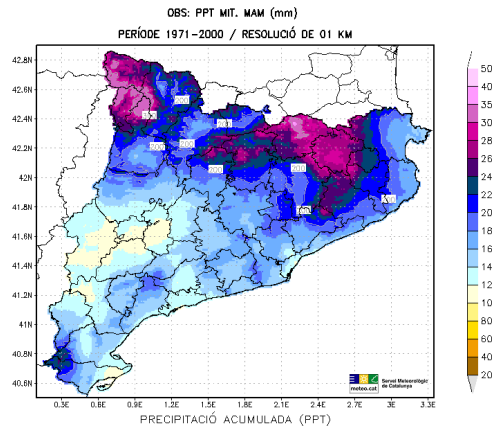 OBS: PPT MIT. MAM (mm)
PERÍODE 1971-2000 / RESOLUCIÓ DE 01 KM
42.8N
42.6N
42.4N
42.2N
42N
41.8N
41.6N
41.4N
41.2N
41N
40.8N
40.6N
0.3E 0.6E 0.9E 1.2E 1.5E 1.8E 2.1E 2.4E 2.7E 3E 3.3E
PRECIPITACIÓ ACUMULADA (PPT)
200
200
200
200
200
meteo.cat
Servei Meteorològic
de Catalunya
50
40
35
30
28
26
24
22
20
18
16
14
12
10
90
80
60
40
20